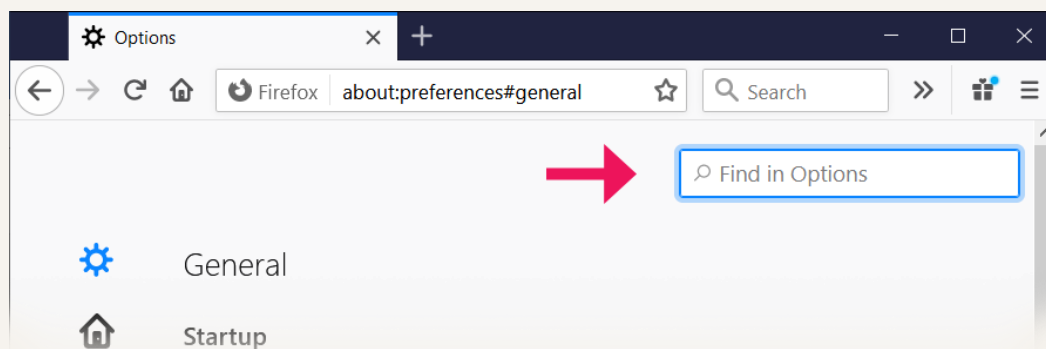 Options
Firefox about:preferences#general Search
Find in Options
General
Startup